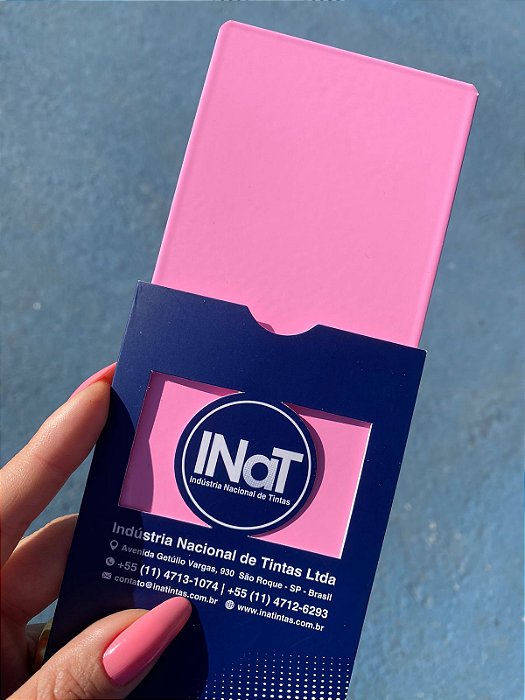 INaT
Indústria Nacional de Tintas
Indústria Nacional de Tintas Ltda
Avenida Getúllio Vargas, 930 São Roque - SP - Brasil
+55 (11) 4713-1074 | +55 (11) 4712-6293
contato@inatintas.com.br www.inatintas.com.br